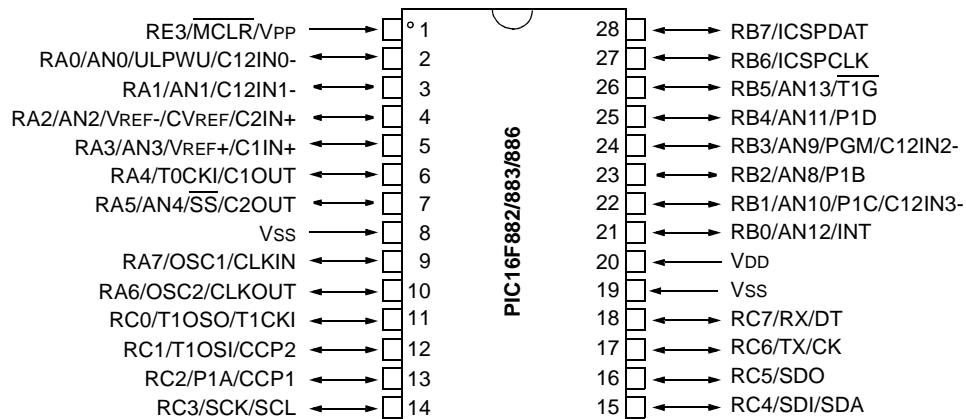 RE3/MCLR/VPP 1
RA0/AN0/ULPWU/C12IN0- 2
RA1/AN1/C12IN1- 3
RA2/AN2/VREF-/CVREF/C2IN+ 4
RA3/AN3/VREF+/C1IN+ 5
RA4/T0CKI/C1OUT 6
RA5/AN4/SS/C2OUT 7
VSS 8
RA7/OSC1/CLKIN 9
RA6/OSC2/CLKOUT 10
RC0/T1OSO/T1CKI 11
RC1/T1OSI/CCP2 12
RC2/P1A/CCP1 13
RC3/SCK/SCL 14
PIC16F882/883/886
28 RB7/ICSPDAT
27 RB6/ICSPCLK
26 RB5/AN13/T1G
25 RB4/AN11/P1D
24 RB3/AN9/PGM/C12IN2-
23 RB2/AN8/P1B
22 RB1/AN10/P1C/C12IN3-
21 RB0/AN12/INT
20 VDD
19 VSS
18 RC7/RX/DT
17 RC6/TX/CK
16 RC5/SDO
15 RC4/SDI/SDA